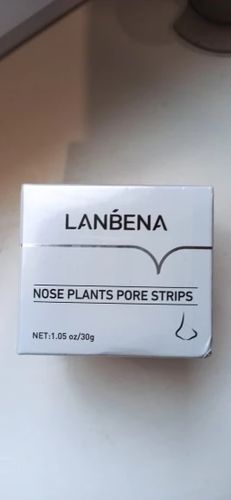 LANBENA
NOSE PLANTS PORE STRIPS
NET:1.05 oz/30g